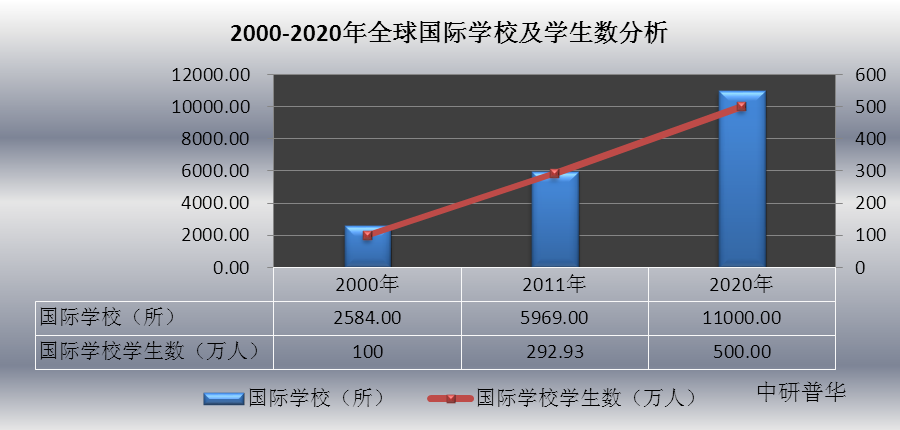 2000-2020年全球国际学校及学生数分析
12000.00 600
10000.00 500
8000.00 400
6000.00 300
4000.00 200
2000.00 100
0.00 0
2000年 2011年 2020年
国际学校（所） 2584.00 5969.00 11000.00
国际学校学生数（万人） 100 292.93 500.00
国际学校（所） 国际学校学生数（万人） 中研普华